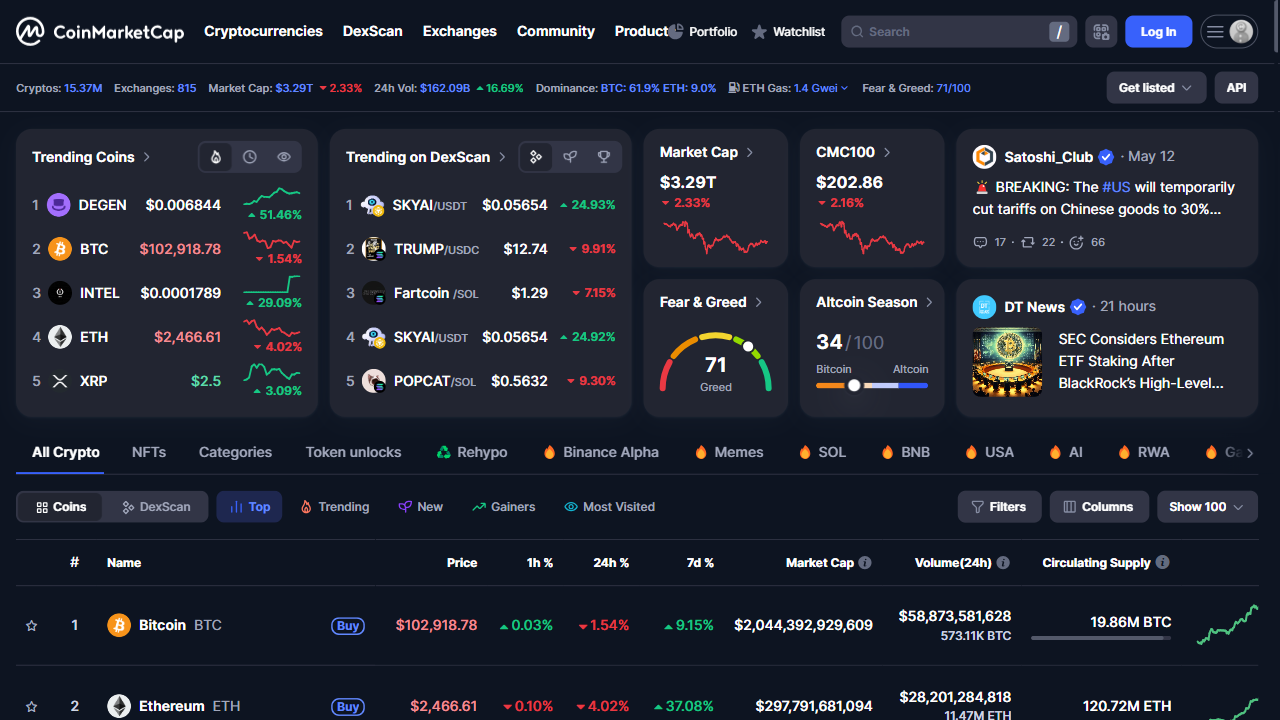 CoinMarketCap Cryptocurrencies DexScan Exchanges Community Product Portfolio Watchlist Search / Log In
Cryptos: 15.37M Exchanges: 815 Market Cap: $3.29T 2.33% 24h Vol: $162.09B 16.69% Dominance: BTC: 61.9% ETH: 9.0% ETH Gas: 1.4 Gwei Fear & Greed: 71/100 Get listed API
Trending Coins
1 DEGEN $0.006844 51.46%
2 BTC $102,918.78 1.54%
3 INTEL $0.0001789 29.09%
4 ETH $2,466.61 4.02%
5 XRP $2.5 3.09%
Trending on DexScan
1 SKYAI/USDT $0.05654 24.93%
2 TRUMP/USDC $12.74 9.91%
3 Fartcoin /SOL $1.29 7.15%
4 SKYAI/USDT $0.05654 24.92%
5 POPCAT/SOL $0.5632 9.30%
Market Cap
$3.29T
2.33%
CMC100
$202.86
2.16%
Fear & Greed
71
Greed
Altcoin Season
34/100
Bitcoin Altcoin
Satoshi_Club · May 12
🚨 BREAKING: The #US will temporarily
cut tariffs on Chinese goods to 30%...
17 · 22 · 66
DT News · 21 hours
SEC Considers Ethereum
ETF Staking After
BlackRock's High-Level...
All Crypto NFTs Categories Token unlocks Rehypo Binance Alpha Memes SOL BNB USA AI RWA Ga
Coins DexScan Top Trending New Gainers Most Visited Filters Columns Show 100
# Name Price 1h % 24h % 7d % Market Cap Volume(24h) Circulating Supply
1 Bitcoin BTC Buy $102,918.78 0.03% 1.54% 9.15% $2,044,392,929,609 $58,873,581,628 19.86M BTC
573.11K BTC
2 Ethereum ETH Buy $2,466.61 0.10% 4.02% 37.08% $297,791,681,094 $28,201,284,818 120.72M ETH
11.47M ETH